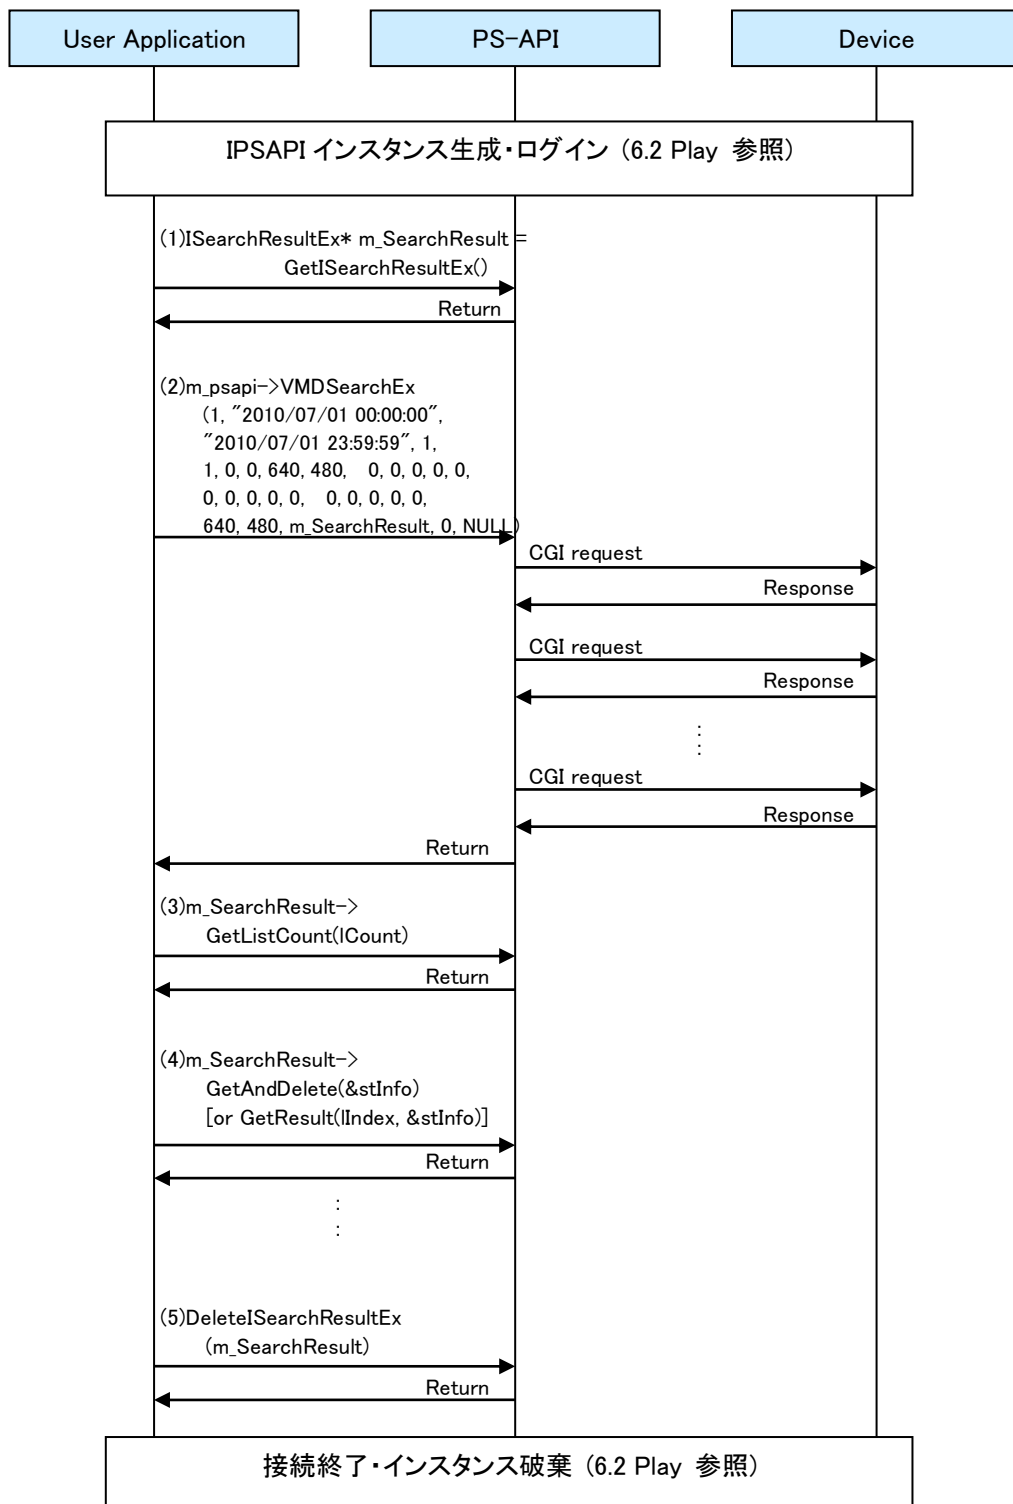 User Application
PS-API
Device
IPSAPI インスタンス生成・ログイン (6.2 Play 参照)
(1)ISearchResultEx* m_SearchResult =
GetISearchResultEx()
Return
(2)m_psapi->VMDSearchEx
(1, "2010/07/01 00:00:00",
"2010/07/01 23:59:59", 1,
1, 0, 0, 640, 480, 0, 0, 0, 0, 0,
0, 0, 0, 0, 0, 0, 0, 0, 0, 0,
640, 480, m_SearchResult, 0, NULL)
CGI request
Response
CGI request
Response
:
:
CGI request
Response
Return
(3)m_SearchResult->
GetListCount(lCount)
Return
(4)m_SearchResult->
GetAndDelete(&stInfo)
[or GetResult(lIndex, &stInfo)]
Return
:
:
(5)DeleteISearchResultEx
(m_SearchResult)
Return
接続終了・インスタンス破棄 (6.2 Play 参照)